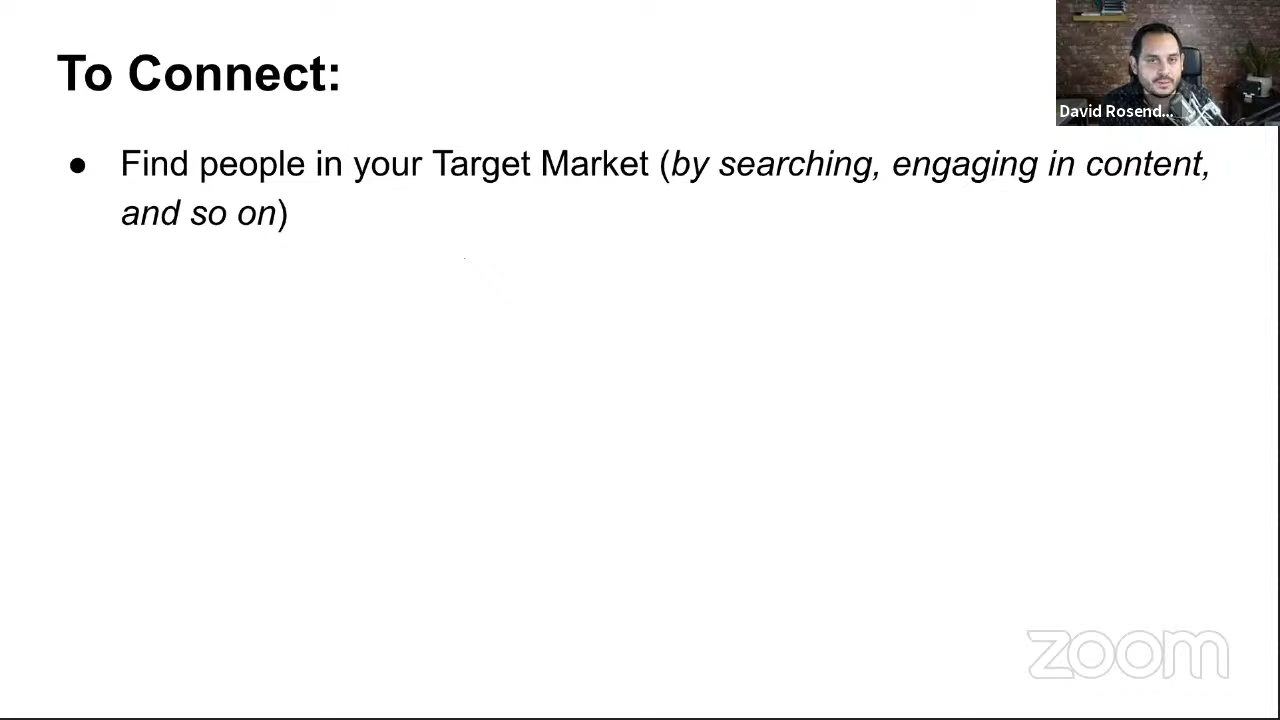 To Connect:
● Find people in your Target Market (by searching, engaging in content,
and so on)
David Rosend...
zoom